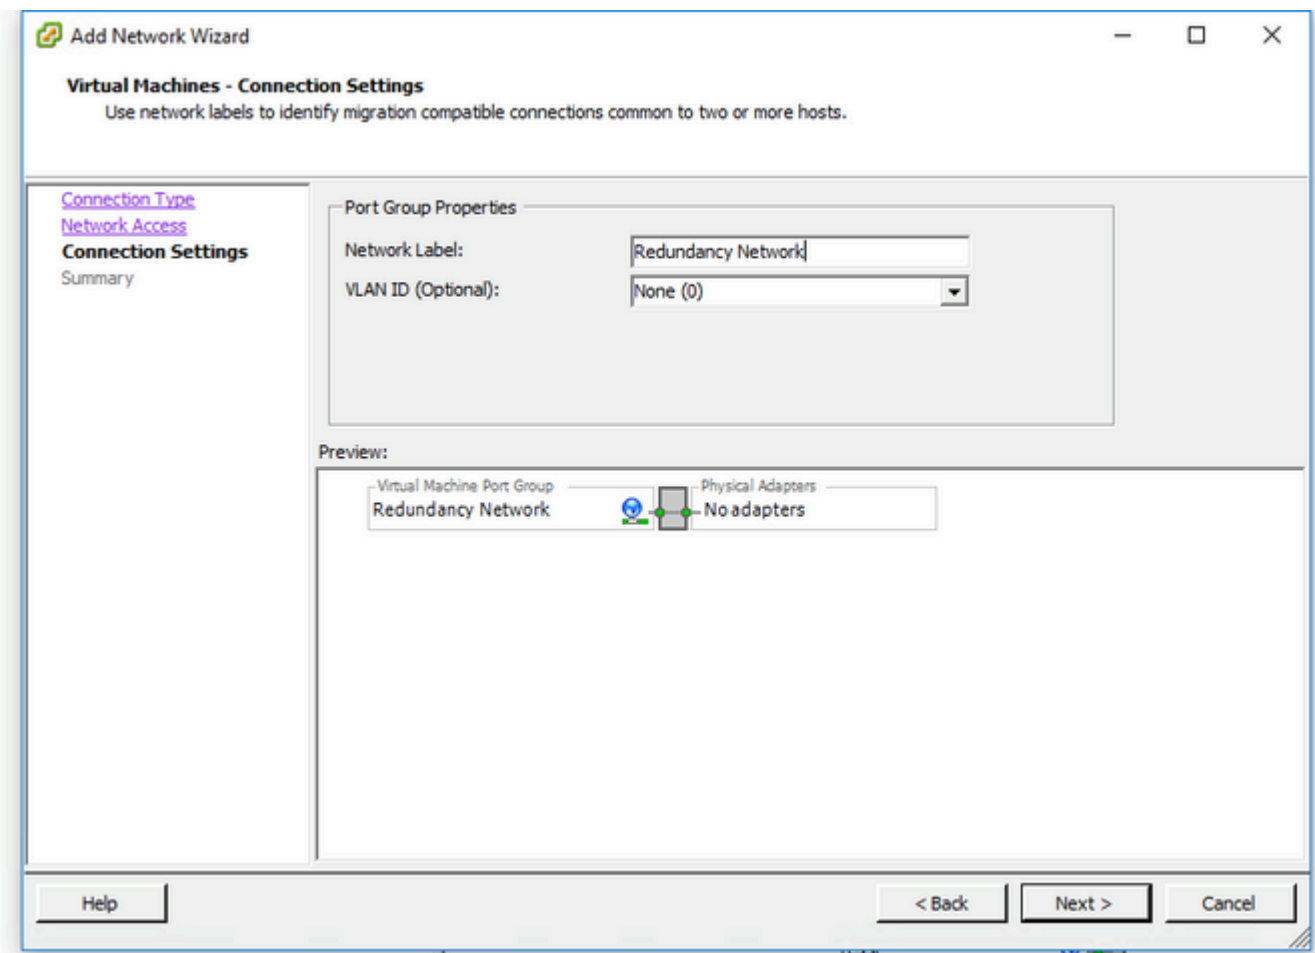 Add Network Wizard
Virtual Machines - Connection Settings
Use network labels to identify migration compatible connections common to two or more hosts.
Connection Type
Network Access
Connection Settings
Summary
Port Group Properties
Network Label: Redundancy Network
VLAN ID (Optional): None (0)
Preview:
Virtual Machine Port Group
Redundancy Network
Physical Adapters
No adapters
Help
< Back
Next >
Cancel